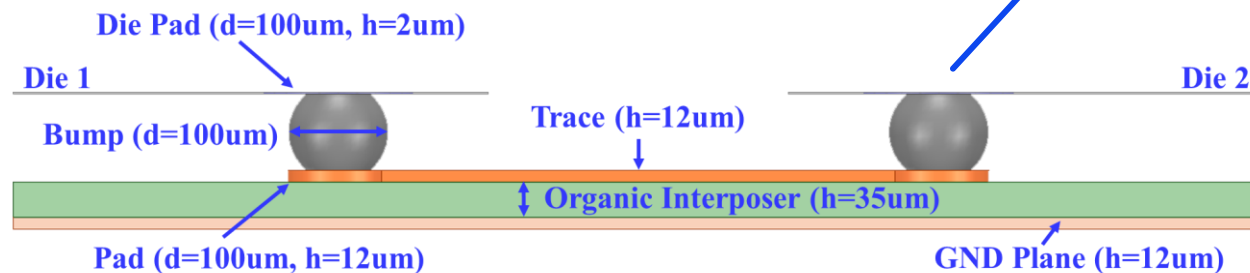 Die Pad (d=100um, h=2um)
Die 1
Die 2
Trace (h=12um)
Bump (d=100um)
Organic Interposer (h=35um)
Pad (d=100um, h=12um)
GND Plane (h=12um)